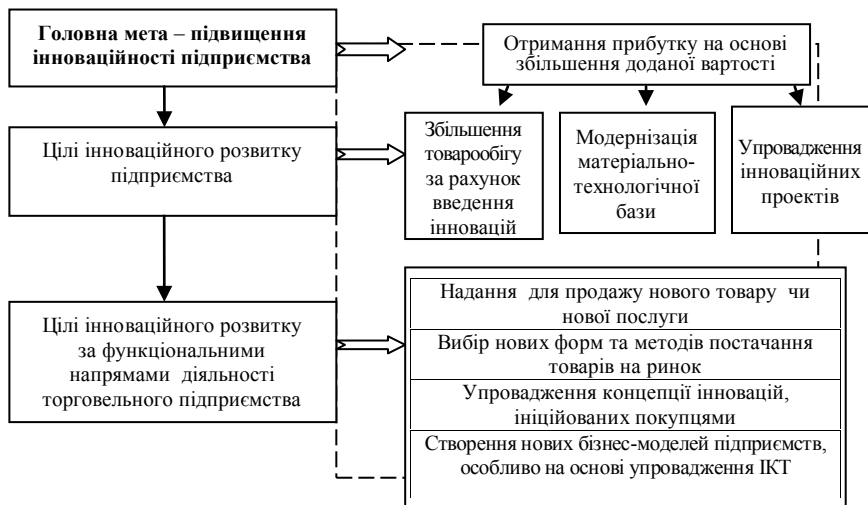 Головна мета – підвищення
інноваційності підприємства
Отримання прибутку на основі
збільшення доданої вартості
Цілі інноваційного розвитку
підприємства
Збільшення
товарообігу
за рахунок
введення
інновацій
Модернізація
матеріально-
технологічної
бази
Упровадження
інноваційних
проектів
Цілі інноваційного розвитку
за функціональними
напрямами діяльності
торговельного підприємства
Надання для продажу нового товару чи
нової послуги
Вибір нових форм та методів постачання
товарів на ринок
Упровадження концепції інновацій,
ініційованих покупцями
Створення нових бізнес-моделей підприємств,
особливо на основі упровадження ІКТ